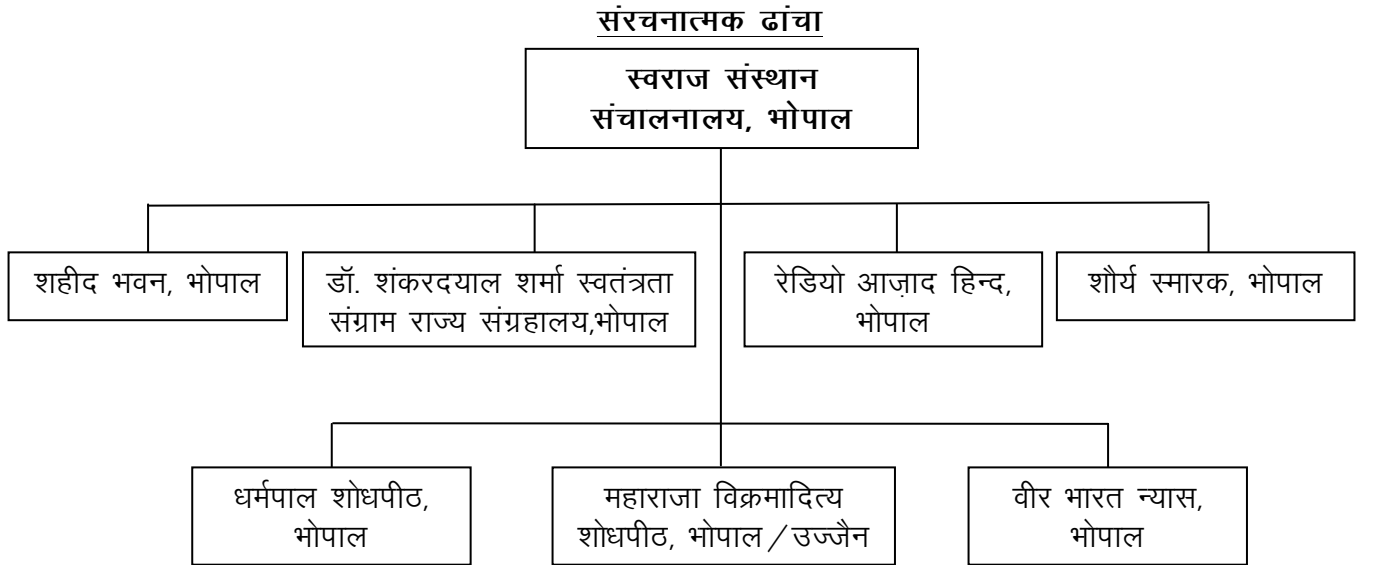 संरचनात्मक ढांचा
स्वराज संस्थान
संचालनालय, भोपाल
शहीद भवन, भोपाल
डॉ. शंकरदयाल शर्मा स्वतंत्रता
संग्राम राज्य संग्रहालय,भोपाल
रेडियो आज़ाद हिन्द,
भोपाल
शौर्य स्मारक, भोपाल
धर्मपाल शोधपीठ,
भोपाल
महाराजा विक्रमादित्य
शोधपीठ, भोपाल/उज्जैन
वीर भारत न्यास,
भोपाल